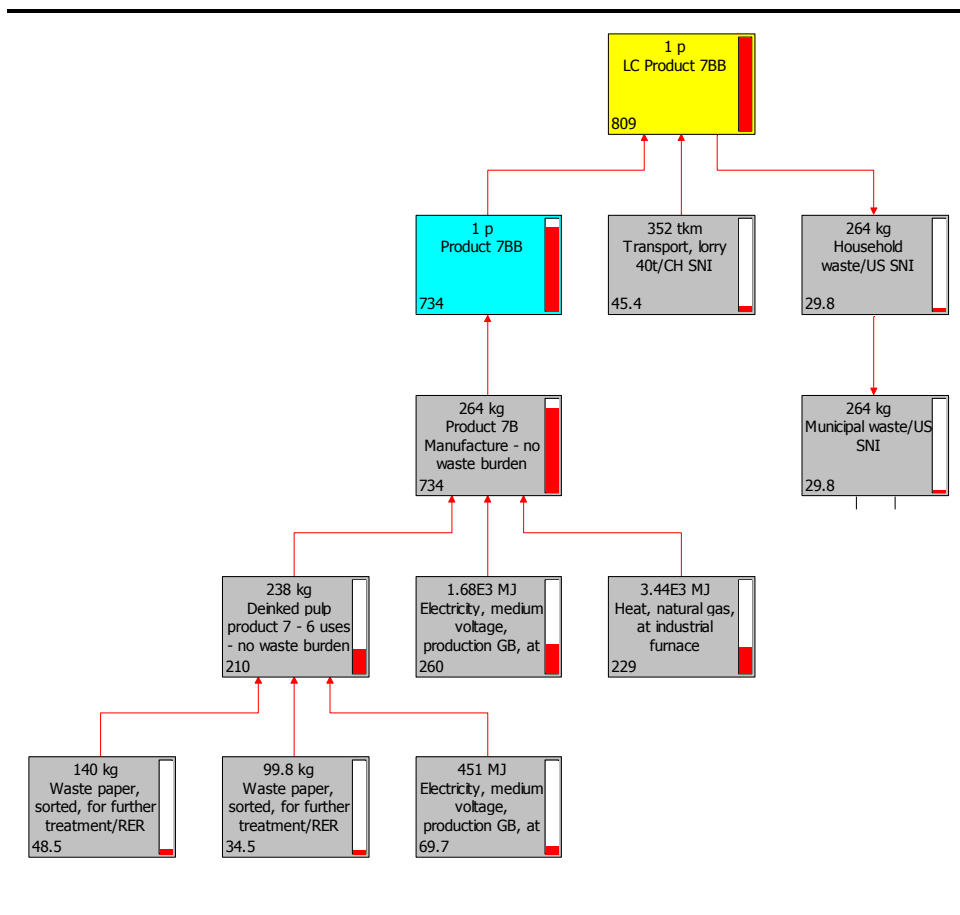 1 p
LC Product 7BB
809
1 p
Product 7BB
734
352 tkm
Transport, lorry
40t/CH SNI
45.4
264 kg
Household
waste/US SNI
29.8
264 kg
Product 7B
Manufacture - no
waste burden
734
264 kg
Municipal waste/US
SNI
29.8
238 kg
Deinked pulp
product 7 - 6 uses
- no waste burden
210
1.68E3 MJ
Electricity, medium
voltage,
production GB, at
260
3.44E3 MJ
Heat, natural gas,
at industrial
furnace
229
140 kg
Waste paper,
sorted, for further
treatment/RER
48.5
99.8 kg
Waste paper,
sorted, for further
treatment/RER
34.5
451 MJ
Electricity, medium
voltage,
production GB, at
69.7